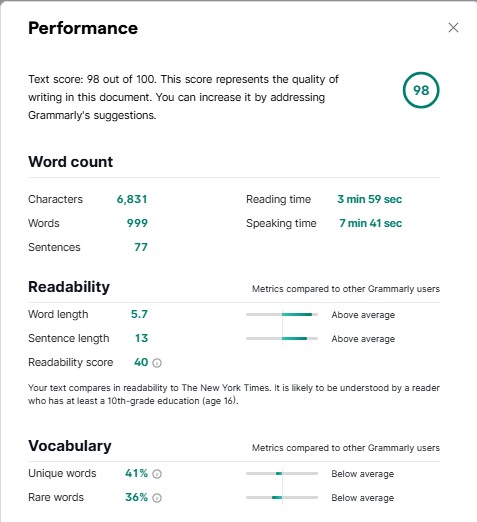 Performance
Text score: 98 out of 100. This score represents the quality of
writing in this document. You can increase it by addressing
Grammarly's suggestions.
98
Word count
Characters 6,831 Reading time 3 min 59 sec
Words 999 Speaking time 7 min 41 sec
Sentences 77
Readability Metrics compared to other Grammarly users
Word length 5.7 Above average
Sentence length 13 Above average
Readability score 40
Your text compares in readability to The New York Times. It is likely to be understood by a reader
who has at least a 10th-grade education (age 16).
Vocabulary Metrics compared to other Grammarly users
Unique words 41% Below average
Rare words 36% Below average